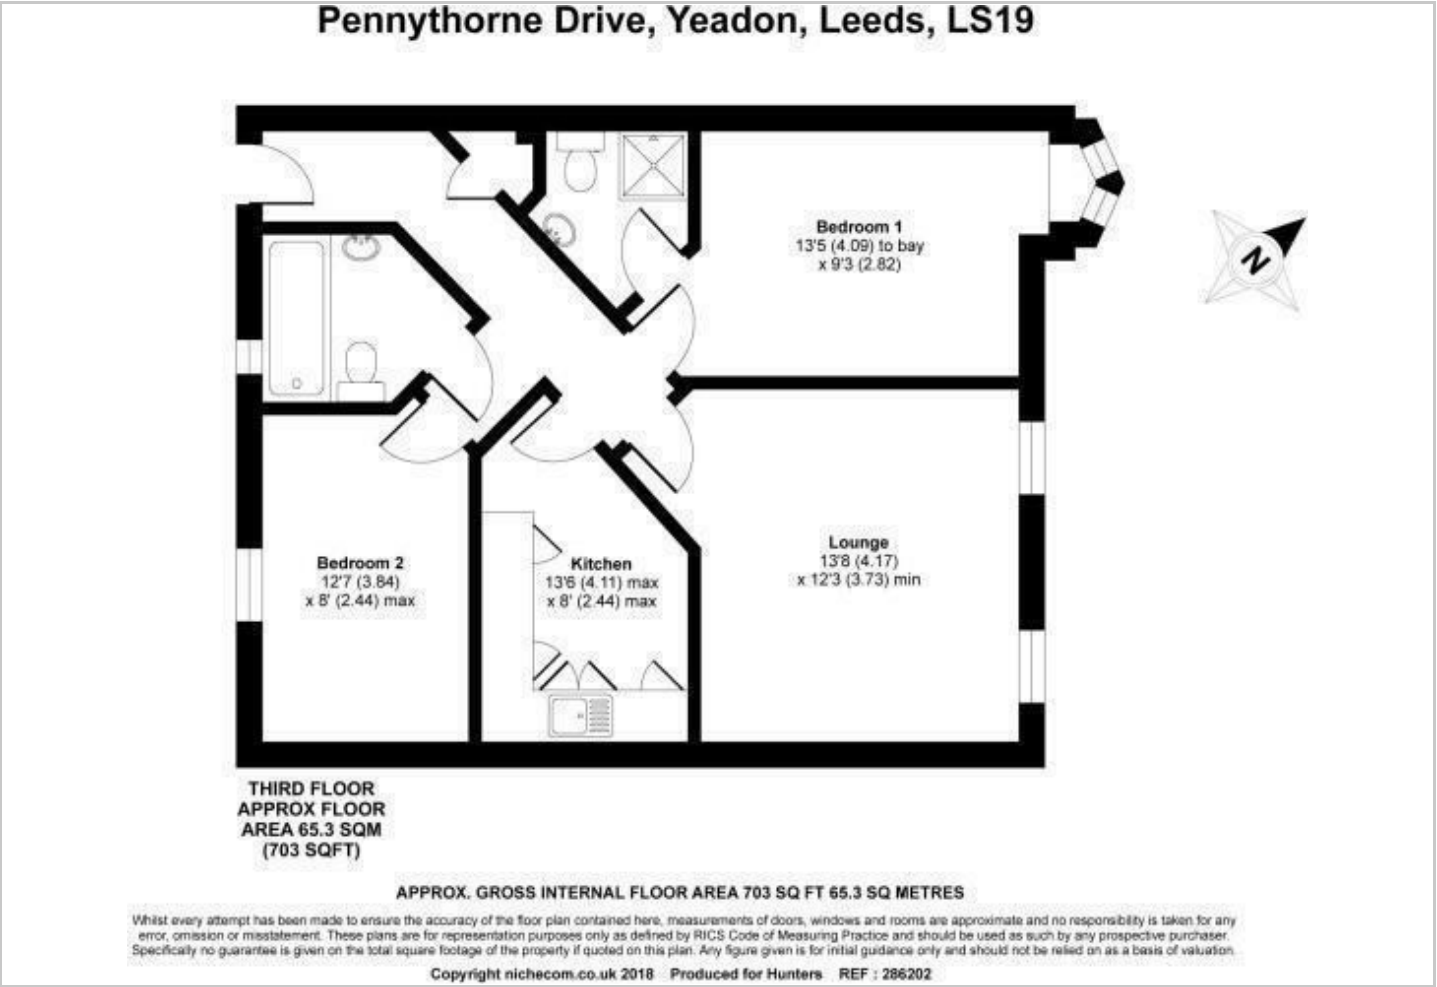 Pennythorne Drive, Yeadon, Leeds, LS19
Bedroom 1
13'5 (4.09) to bay
x 9'3 (2.82)
N
Bedroom 2
12'7 (3.84)
x 8' (2.44) max
Kitchen
13'6 (4.11) max
x 8' (2.44) max
Lounge
13'8 (4.17)
x 12'3 (3.73) min
THIRD FLOOR
APPROX FLOOR
AREA 65.3 SQM
(703 SQFT)
APPROX. GROSS INTERNAL FLOOR AREA 703 SQ FT 65.3 SQ METRES
Whilst every attempt has been made to ensure the accuracy of the floor plan contained here, measurements of doors, windows and rooms are approximate and no responsibility is taken for any
error, omission or misstatement. These plans are for representation purposes only as defined by RICS Code of Measuring Practice and should be used as such by any prospective purchaser.
Specifically no guarantee is given on the total square footage of the property if quoted on this plan. Any figure given is for initial guidance only and should not be relied on as a basis of valuation.
Copyright nichecom.co.uk 2018 Produced for Hunters REF : 286202